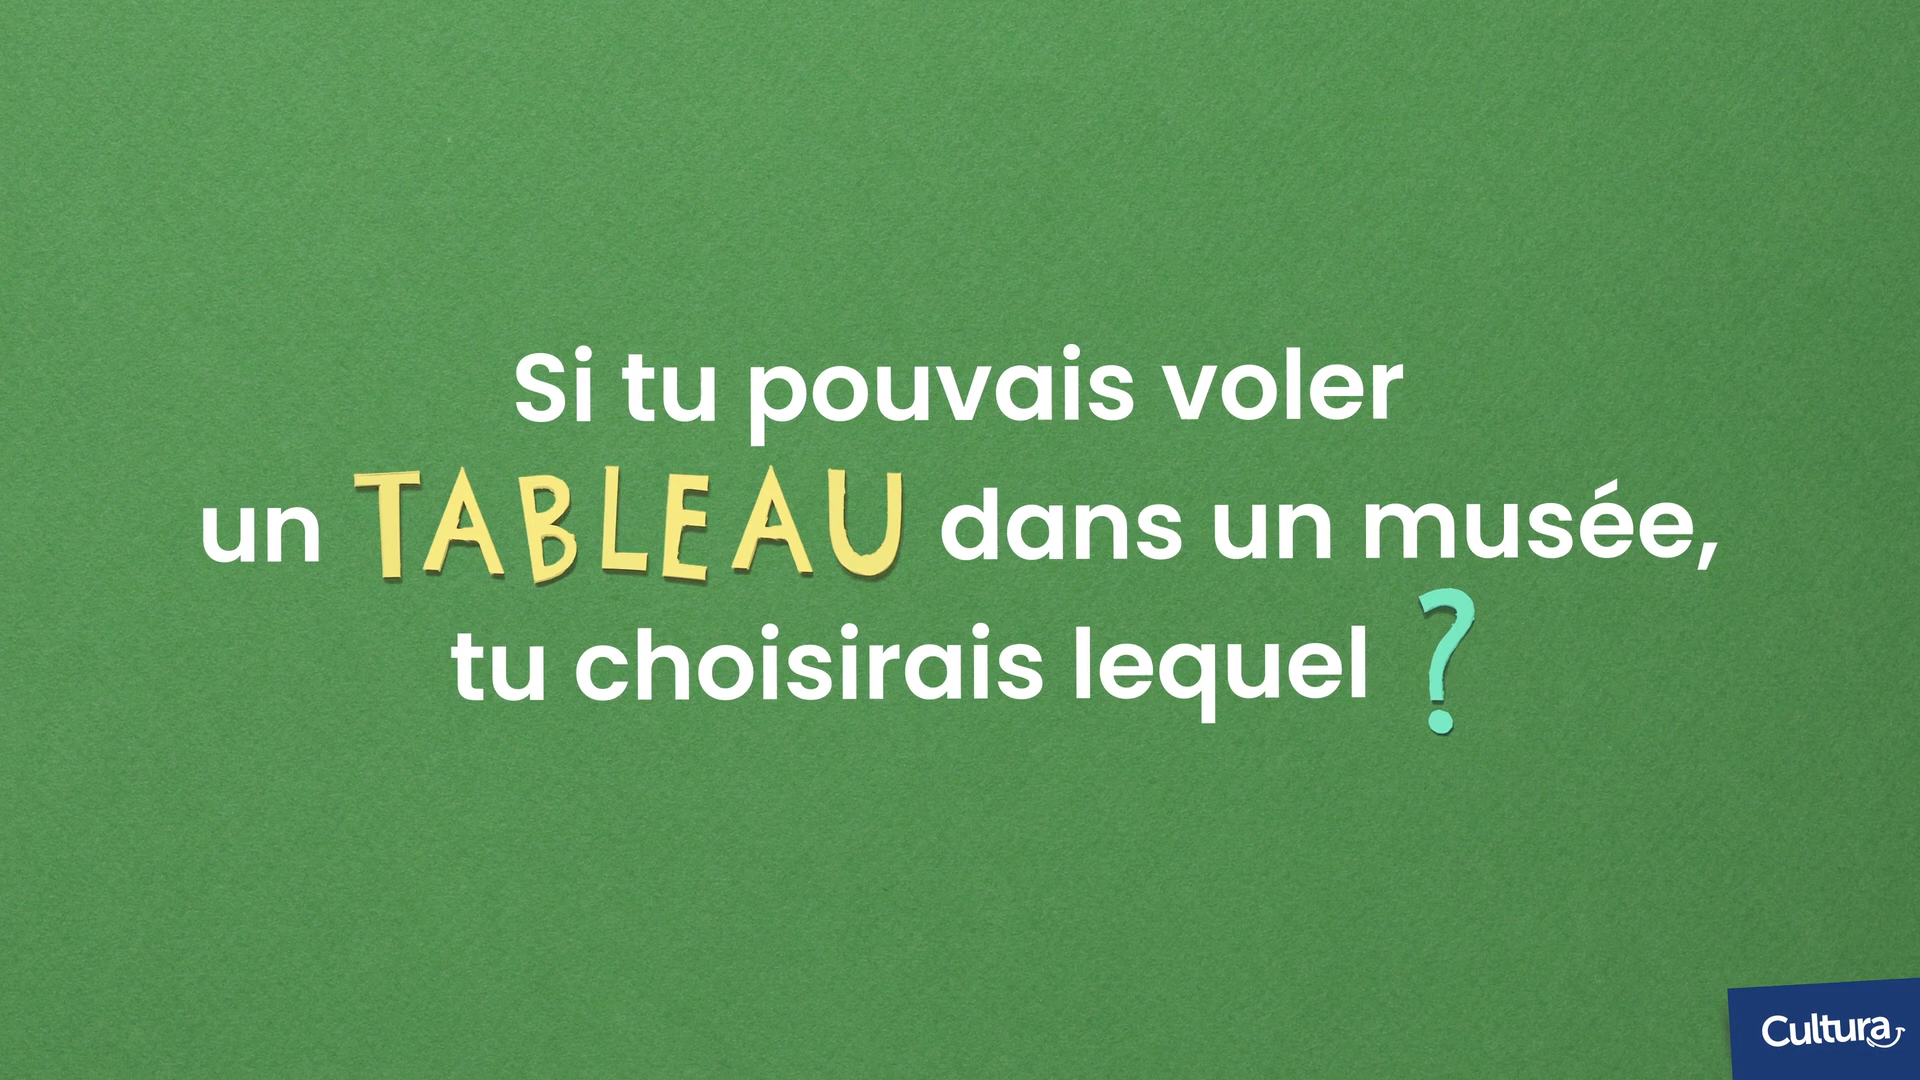 Si tu pouvais voler
un TABLEAU dans un musée,
tu choisirais lequel ?
Cultura